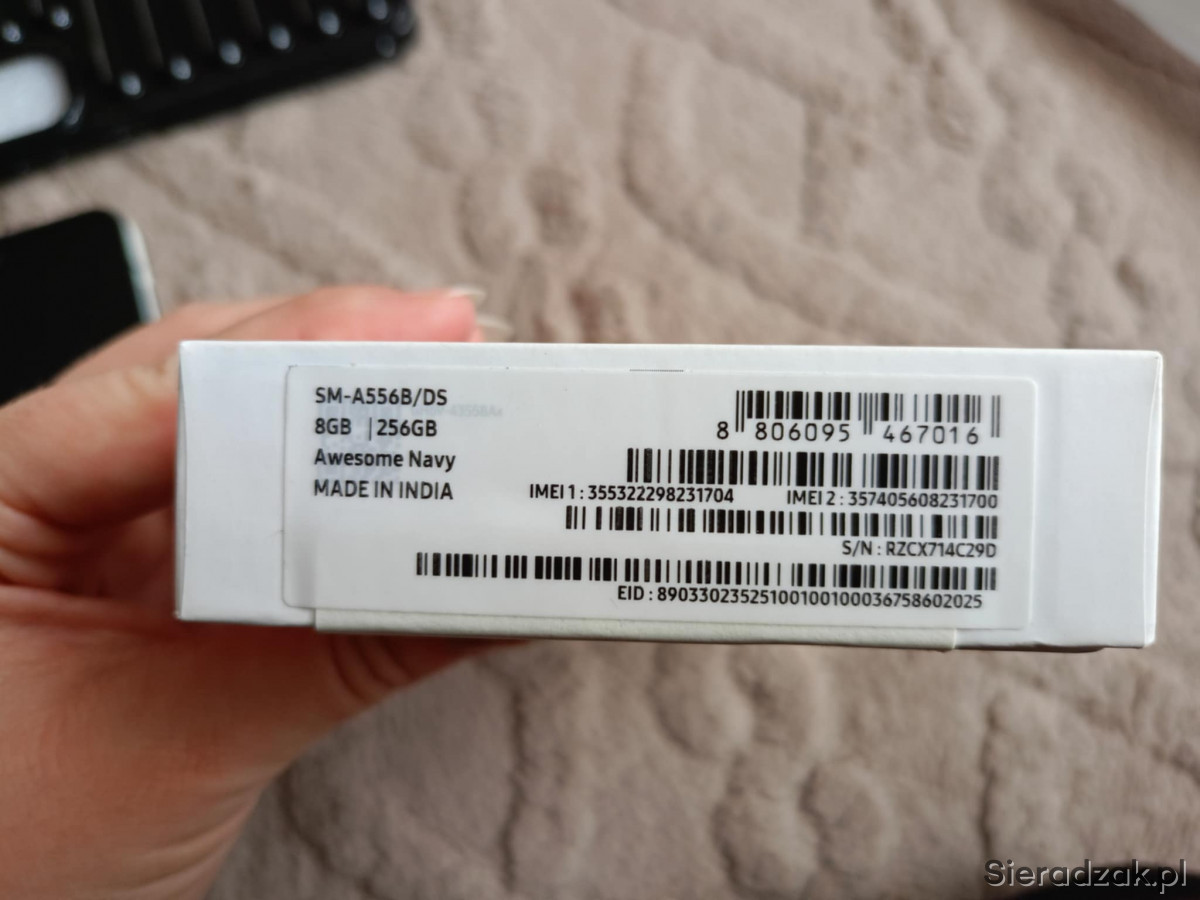 SM-A556B/DS
8GB | 256GB
Awesome Navy
MADE IN INDIA
8 806095 467016
IMEI 1 : 355322298231704 IMEI 2 : 357405608231700
S/N : RZCX714C29D
EID : 89033023525100100100036758602025
Sieradzak.pl